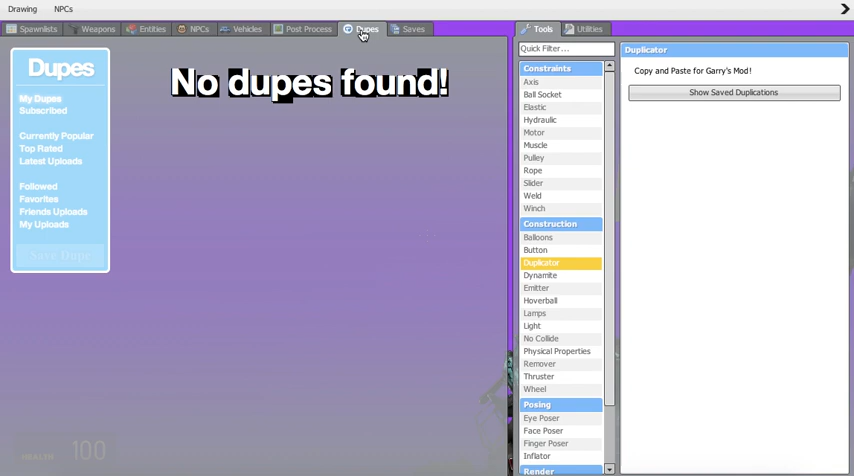 Drawing NPCs
Spawnlists Weapons Entities NPCs Vehicles Post Process Dupes Saves
Tools Utilities
Dupes
My Dupes
Subscribed
Currently Popular
Top Rated
Latest Uploads
Followed
Favorites
Friends Uploads
My Uploads
Save Dupe
No dupes found!
HEALTH 100
Quick Filter...
Constraints
Axis
Ball Socket
Elastic
Hydraulic
Motor
Muscle
Pulley
Rope
Slider
Weld
Winch
Construction
Balloons
Button
Duplicator
Dynamite
Emitter
Hoverball
Lamps
Light
No Collide
Physical Properties
Remover
Thruster
Wheel
Posing
Eye Poser
Face Poser
Finger Poser
Inflator
Render
Duplicator
Copy and Paste for Garry's Mod!
Show Saved Duplications